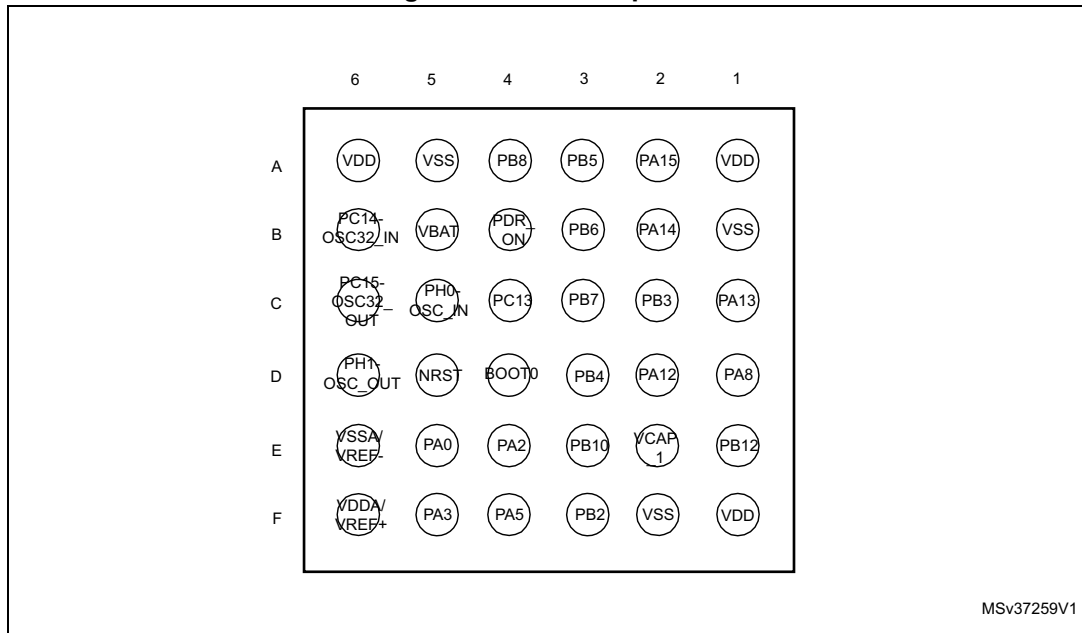 6 5 4 3 2 1
A VDD VSS PB8 PB5 PA15 VDD
B PC14-
OSC32_IN VBAT PDR_
ON PB6 PA14 VSS
C PC15-
OSC32_
OUT PH0-
OSC_IN PC13 PB7 PB3 PA13
D PH1-
OSC_OUT NRST BOOT0 PB4 PA12 PA8
E VSSA/
VREF- PA0 PA2 PB10 VCAP
_1 PB12
F VDDA/
VREF+ PA3 PA5 PB2 VSS VDD
MSv37259V1